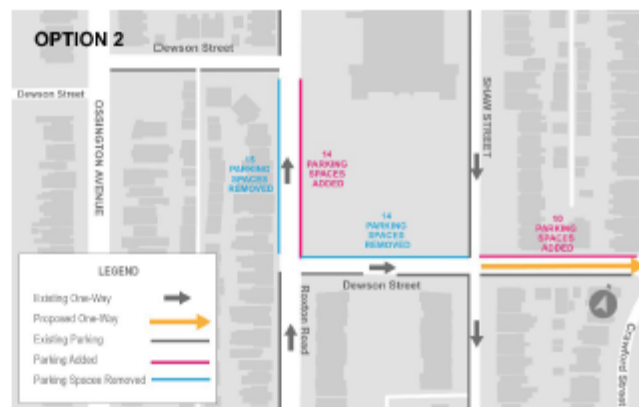 OPTION 2
Dewson Street
Dewson Street
OSSINGTON AVENUE
SHAW STREET
15
PARKING
SPACES
REMOVED
14
PARKING
SPACES
ADDED
14
PARKING
SPACES
REMOVED
10
PARKING
SPACES
ADDED
Dewson Street
Roxton Road
Crawford Street
LEGEND
Existing One-Way
Proposed One-Way
Existing Parking
Parking Added
Parking Spaces Removed